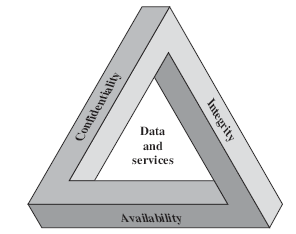 Confidentiality
Integrity
Data
and
services
Availability